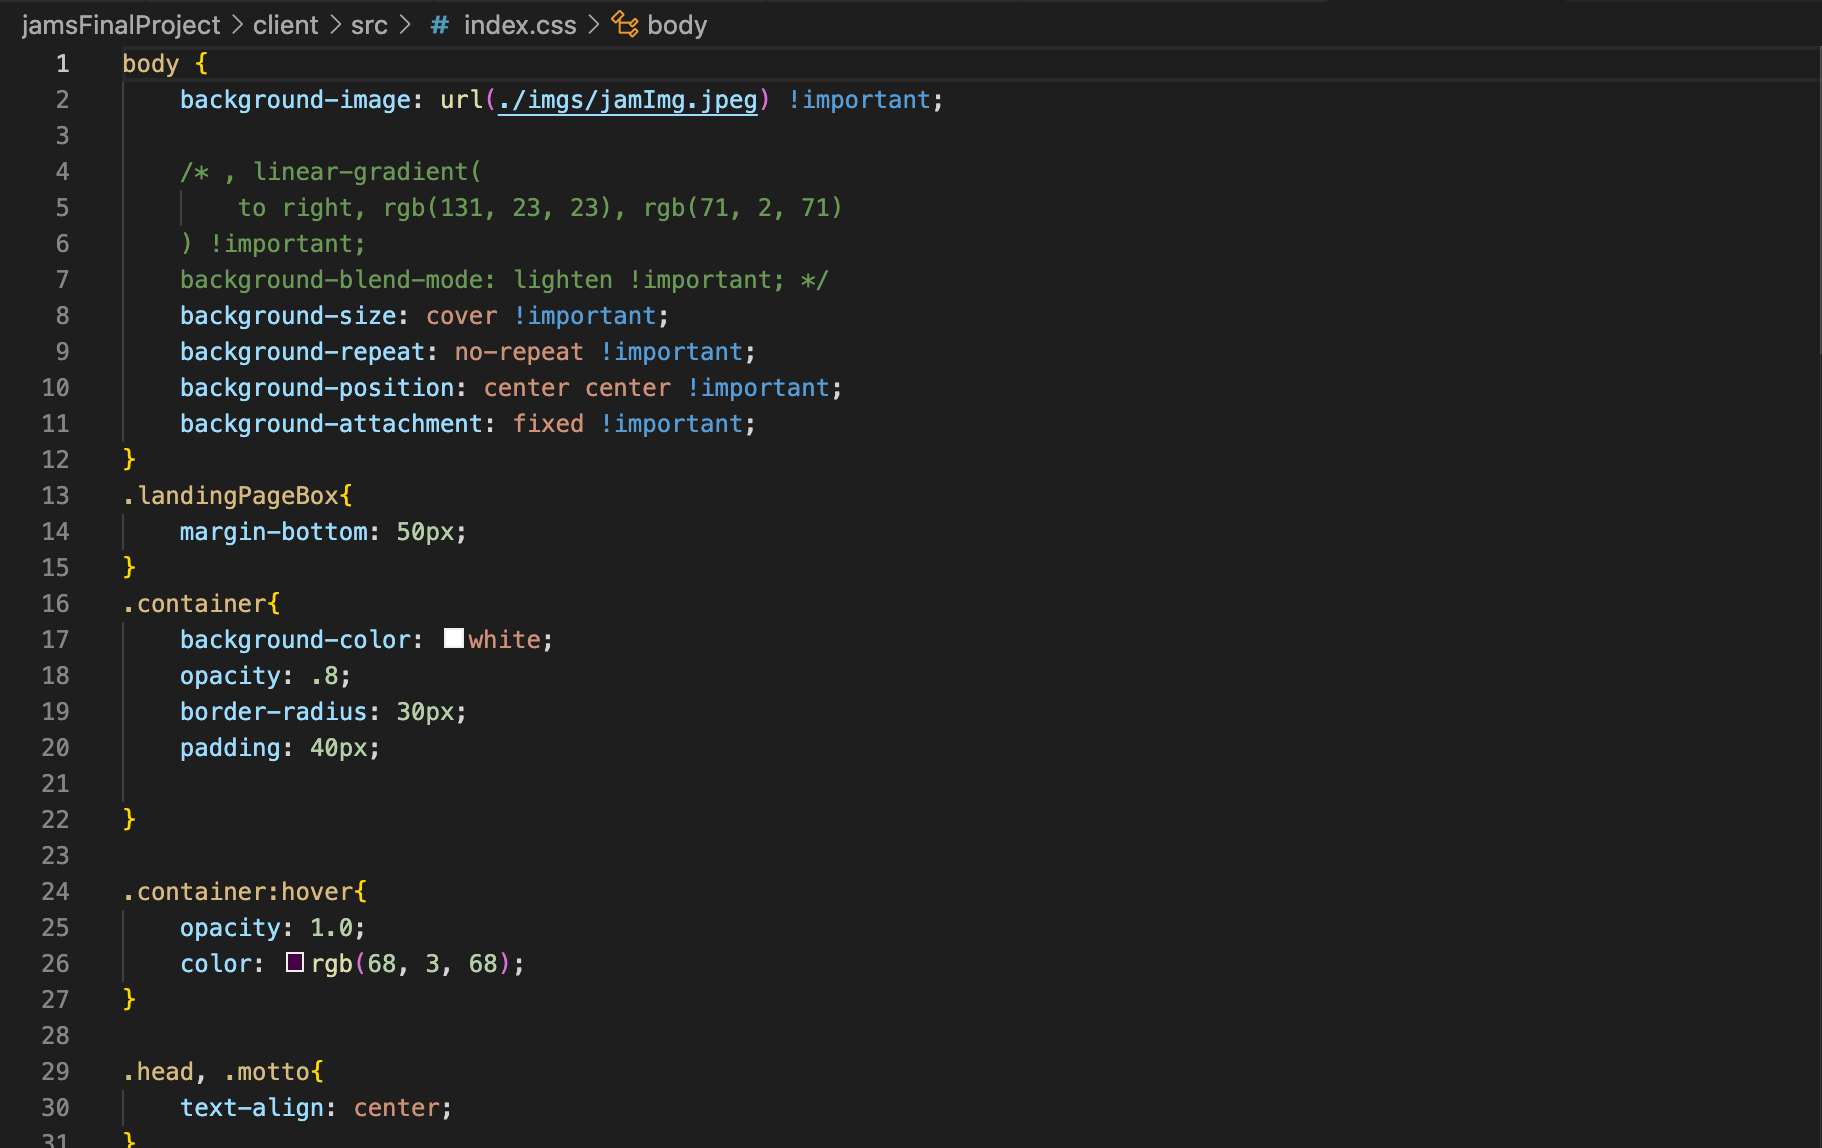 jamsFinalProject > client > src > # index.css > body
1 body {
2     background-image: url(./imgs/jamImg.jpeg) !important;
3
4     /* , linear-gradient(
5         to right, rgb(131, 23, 23), rgb(71, 2, 71)
6     ) !important;
7     background-blend-mode: lighten !important; */
8     background-size: cover !important;
9     background-repeat: no-repeat !important;
10     background-position: center center !important;
11     background-attachment: fixed !important;
12 }
13 .landingPageBox{
14     margin-bottom: 50px;
15 }
16 .container{
17     background-color: white;
18     opacity: .8;
19     border-radius: 30px;
20     padding: 40px;
21
22 }
23
24 .container:hover{
25     opacity: 1.0;
26     color: rgb(68, 3, 68);
27 }
28
29 .head, .motto{
30     text-align: center;
31 }